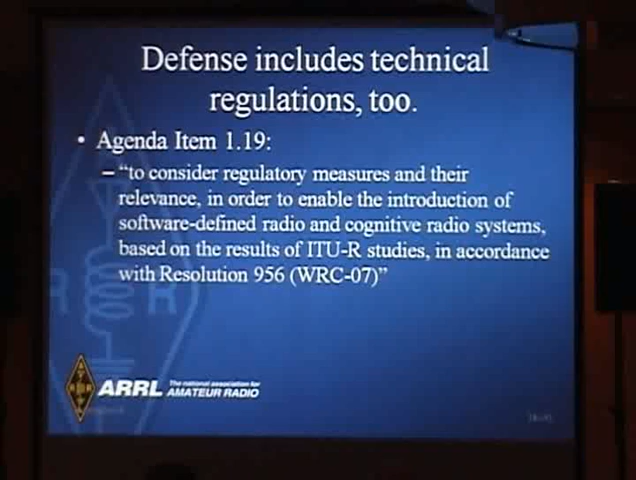 Defense includes technical
regulations, too.
• Agenda Item 1.19:
– “to consider regulatory measures and their
relevance, in order to enable the introduction of
software-defined radio and cognitive radio systems,
based on the results of ITU-R studies, in accordance
with Resolution 956 (WRC-07)”
ARRL The national association for
AMATEUR RADIO